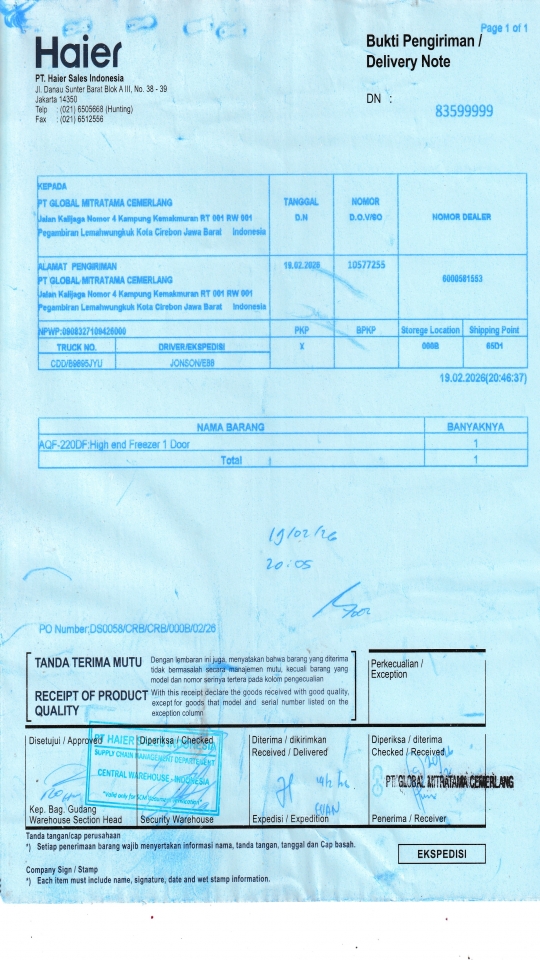 Page 1 of 1
Haier
Bukti Pengiriman /
Delivery Note
PT. Haier Sales Indonesia
Jl. Danau Sunter Barat Blok A III, No. 38 - 39
Jakarta 14350
Telp : (021) 6505668 (Hunting)
Fax : (021) 6512556
DN :
83599999
KEPADA
PT GLOBAL MITRATAMA CEMERLANG
Jalan Kalijaga Nomor 4 Kampung Kemakmuran RT 001 RW 001
Pegambiran Lemahwungkuk Kota Cirebon Jawa Barat Indonesia
TANGGAL
D.N
NOMOR
D.O.V/SO
NOMOR DEALER
ALAMAT PENGIRIMAN
PT GLOBAL MITRATAMA CEMERLANG
Jalan Kalijaga Nomor 4 Kampung Kemakmuran RT 001 RW 001
Pegambiran Lemahwungkuk Kota Cirebon Jawa Barat Indonesia
10577255
6000581553
NPWP:0908327109426000
PKP
BPKP
Storege Location
Shipping Point
TRUCK NO.
DRIVER/EKSPEDISI
X
000B
65D1
JONSON/E88
19.02.2026(20:46:37)
NAMA BARANG
BANYAKNYA
AQF-220DF:High end Freezer 1 Door
1
Total
1
19/02/26
20:05
PO Number;DS0058/CRB/CRB/000B/02/26
TANDA TERIMA MUTU
Dengan lembaran ini juga, menyatakan bahwa barang yang diterima
tidak bermasalah secara manajemen mutu, kecuali barang yang
model dan nomor serinya tertera pada kolom pengecualian
RECEIPT OF PRODUCT
QUALITY
With this receipt declare the goods received with good quality,
except for goods that model and serial number listed on the
exception column
Perkecualian /
Exception
Disetujui / Approved
Diperiksa / Checked
Diterima / dikirimkan
Received / Delivered
Diperiksa / diterima
Checked / Received
PT HAIER SALES INDONESIA
SUPPLY CHAIN MANAGEMENT DEPARTEMENT
CENTRAL WAREHOUSE - INDONESIA
PT. GLOBAL MITRATAMA CEMERLANG
Kep. Bag. Gudang
Warehouse Section Head
Security Warehouse
Expedisi / Expedition
Penerima / Receiver
Tanda tangan/cap perusahaan
*) Setiap penerimaan barang wajib menyertakan informasi nama, tanda tangan, tanggal dan Cap basah.
EKSPEDISI
Company Sign / Stamp
*) Each item must include name, signature, date and wet stamp information.